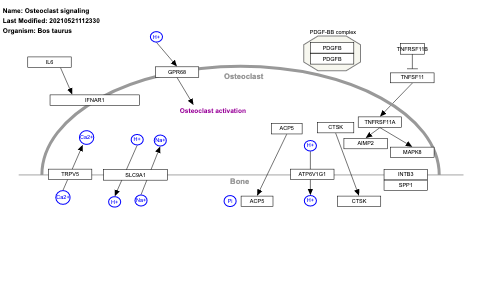 Name: Osteoclast signaling
Last Modified: 20210521112330
Organism: Bos taurus
H+
PDGF-BB complex
PDGFB
PDGFB
TNFRSF11B
IL6
GPR68
Osteoclast
TNFSF11
IFNAR1
Osteoclast activation
TNFRSF11A
ACP5
CTSK
AIMP2
MAPK8
Ca2+
H+
Na+
H+
TRPV5
SLC9A1
Bone
ATP6V1G1
INTB3
SPP1
Ca2+
H+
Na+
Pi
ACP5
H+
CTSK